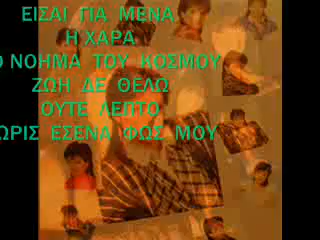 ΕΙΣΑΙ ΓΙΑ ΜΕΝΑ
Η ΧΑΡΑ
ΝΟΗΜΑ ΤΟΥ ΚΟΣΜΟΥ
ΖΩΗ ΔΕ ΘΕΛΩ
ΟΥΤΕ ΛΕΠΤΟ
ΩΡΙΣ ΕΣΕΝΑ ΦΩΣ ΜΟΥ